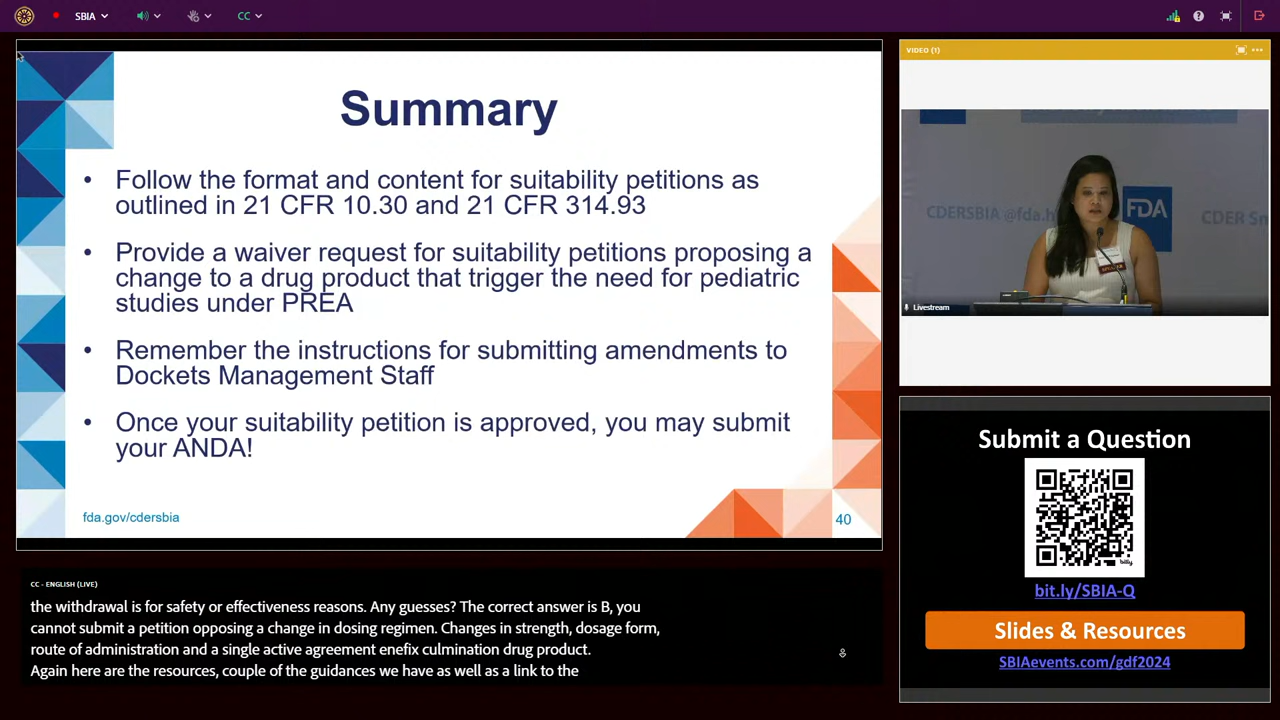 SBIA
CC
Summary
• Follow the format and content for suitability petitions as
outlined in 21 CFR 10.30 and 21 CFR 314.93
• Provide a waiver request for suitability petitions proposing a
change to a drug product that trigger the need for pediatric
studies under PREA
• Remember the instructions for submitting amendments to
Dockets Management Staff
• Once your suitability petition is approved, you may submit
your ANDA!
fda.gov/cdersbia
40
CC - ENGLISH (LIVE)
the withdrawal is for safety or effectiveness reasons. Any guesses? The correct answer is B, you
cannot submit a petition opposing a change in dosing regimen. Changes in strength, dosage form,
route of administration and a single active agreement enefix culmination drug product.
Again here are the resources, couple of the guidances we have as well as a link to the
VIDEO (1)
CDERSBIA @fda.h
FDA
CDER Sm
Livestream
Submit a Question
bitly
bit.ly/SBIA-Q
Slides & Resources
SBIAevents.com/gdf2024